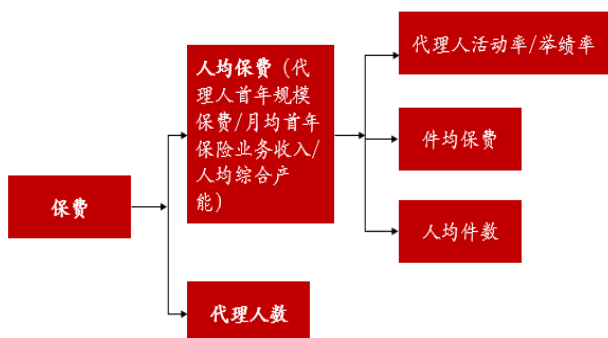 保费
人均保费（代
理人首年规模
保费/月均首年
保险业务收入/
人均综合产
能）
代理人数
代理人活动率/举绩率
件均保费
人均件数